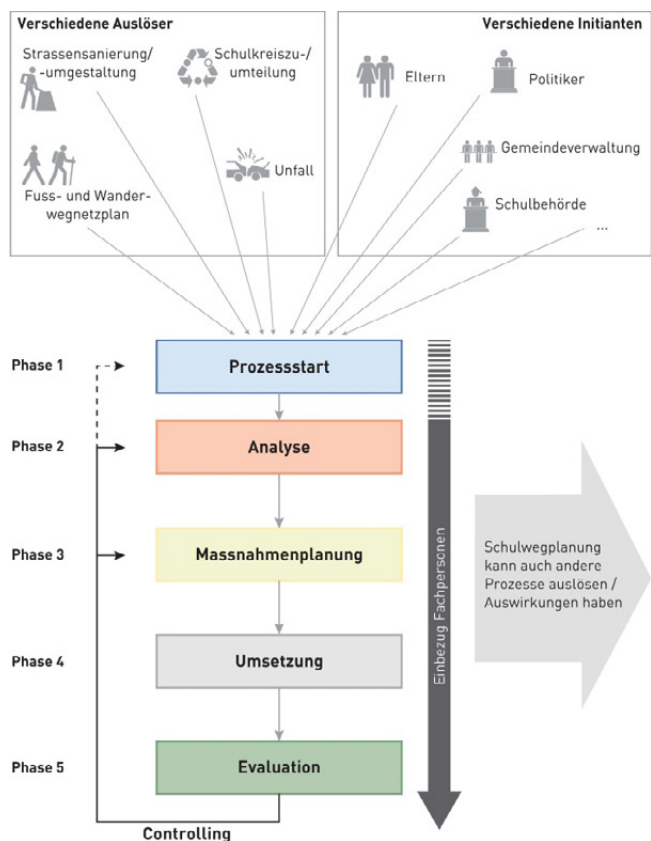 Verschiedene Auslöser
Strassensanierung/
-umgestaltung
Schulkreiszu-/
umteilung
Fuss- und Wander-
wegnetzplan
Unfall
Verschiedene Initianten
Eltern
Politiker
Gemeindeverwaltung
Schulbehörde
...
Phase 1
Prozessstart
Phase 2
Analyse
Phase 3
Massnahmenplanung
Phase 4
Umsetzung
Phase 5
Evaluation
Controlling
Einbezug Fachpersonen
Schulwegplanung
kann auch andere
Prozesse auslösen /
Auswirkungen haben